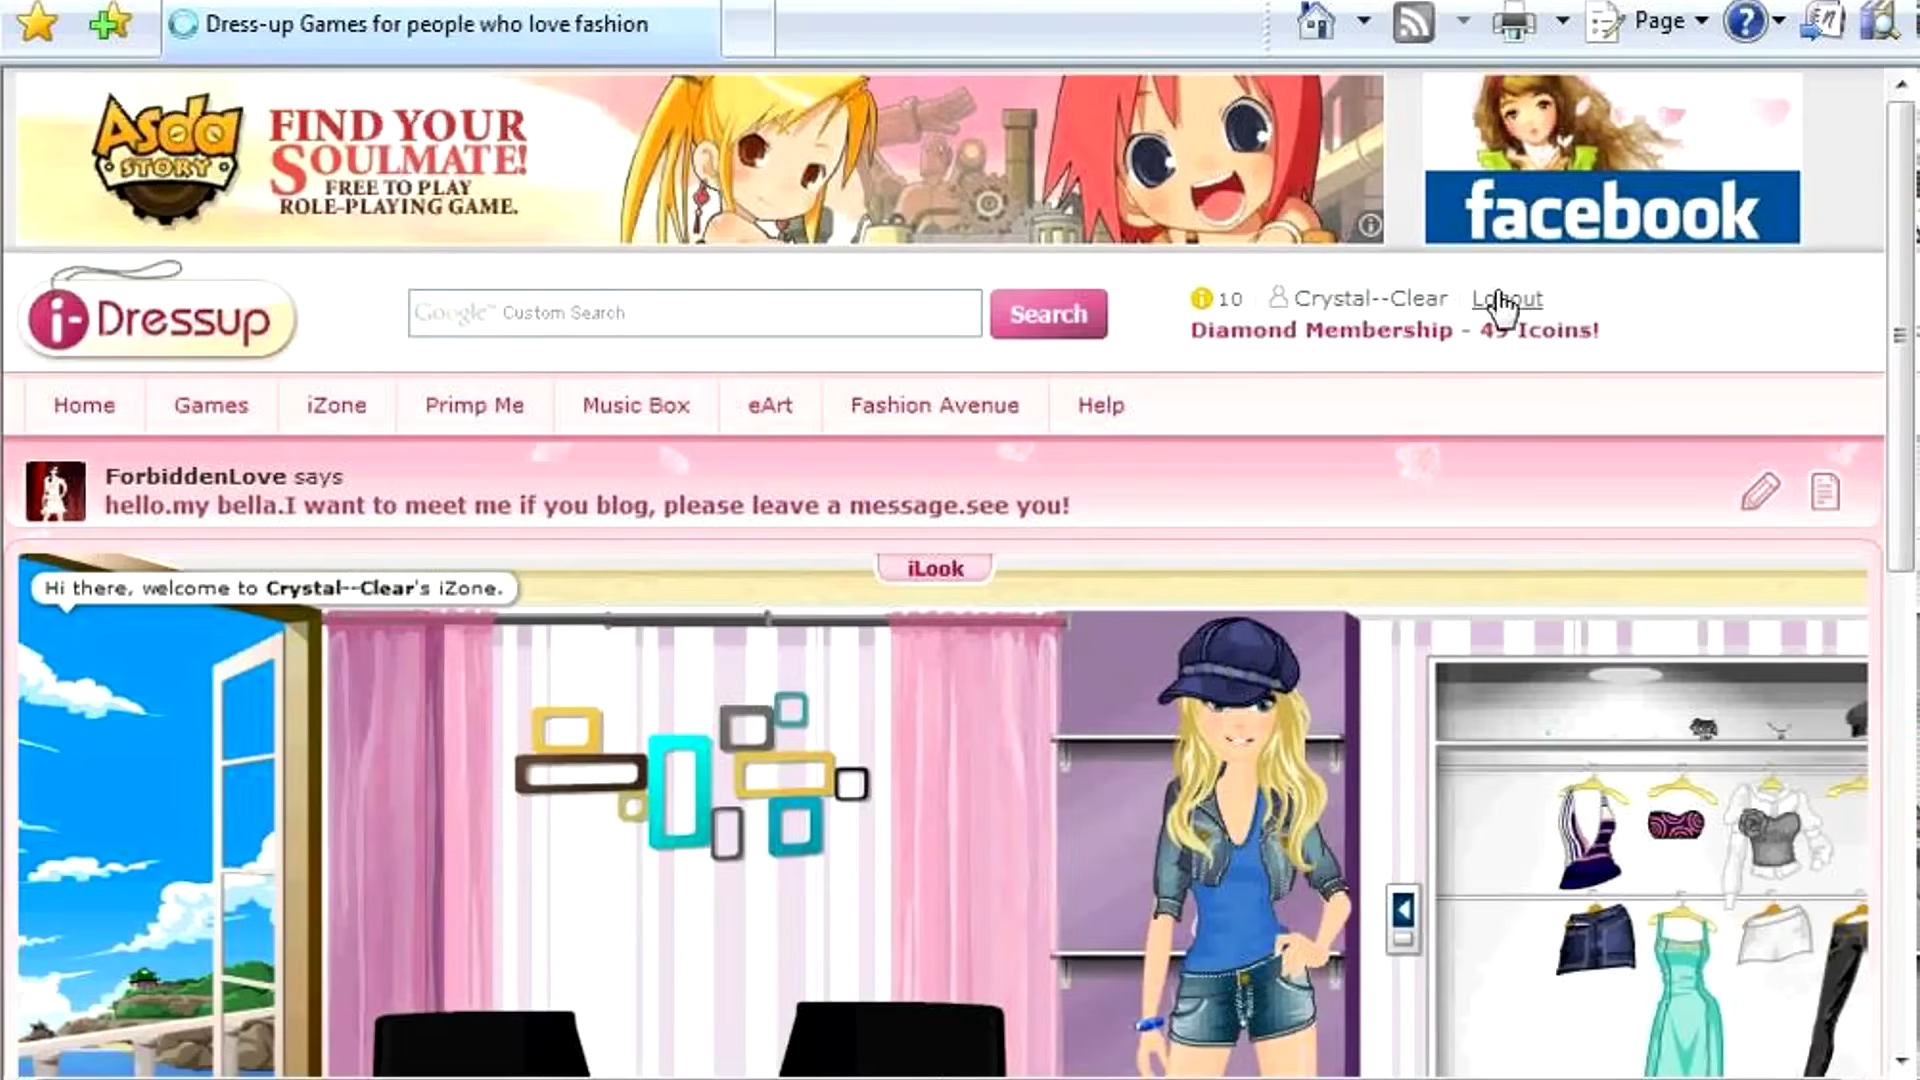 Dress-up Games for people who love fashion
Page
Asda
STORY
FIND YOUR
SOULMATE!
FREE TO PLAY
ROLE-PLAYING GAME.
facebook
i-Dressup
Google™ Custom Search
Search
10 Crystal--Clear Logout
Diamond Membership - 49 Icoins!
Home Games iZone Primp Me Music Box eArt Fashion Avenue Help
ForbiddenLove says
hello.my bella.I want to meet me if you blog, please leave a message.see you!
iLook
Hi there, welcome to Crystal--Clear's iZone.